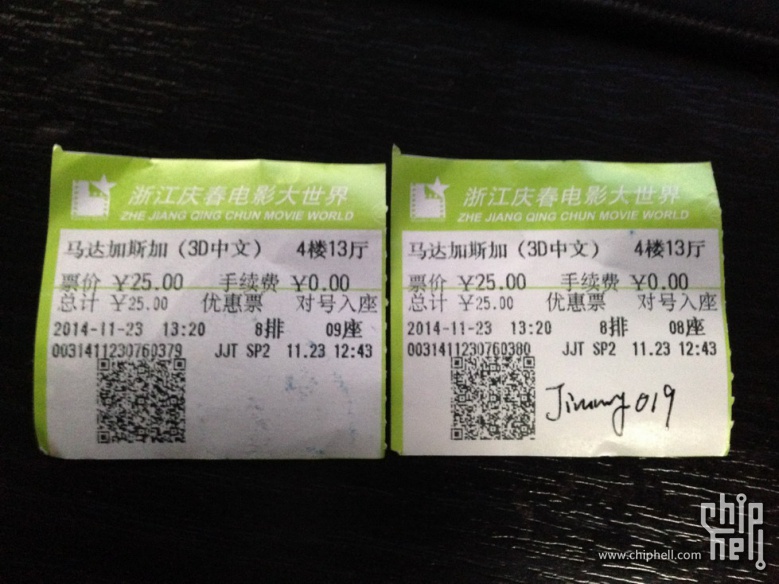 浙江庆春电影大世界
ZHE JIANG QING CHUN MOVIE WORLD
马达加斯加（3D中文） 4楼13厅
票价 ¥25.00 手续费 ¥0.00
总计 ¥25.00 优惠票 对号入座
2014-11-23 13:20 8排 09座
00314112307603​79 JJT SP2 11.23 12:43
浙江庆春电影大世界
ZHE JIANG QING CHUN MOVIE WORLD
马达加斯加（3D中文） 4楼13厅
票价 ¥25.00 手续费 ¥0.00
总计 ¥25.00 优惠票 对号入座
2014-11-23 13:20 8排 08座
0031411230760380 JJT SP2 11.23 12:43
Jimmy019
www.chiphell.com
chip
hell